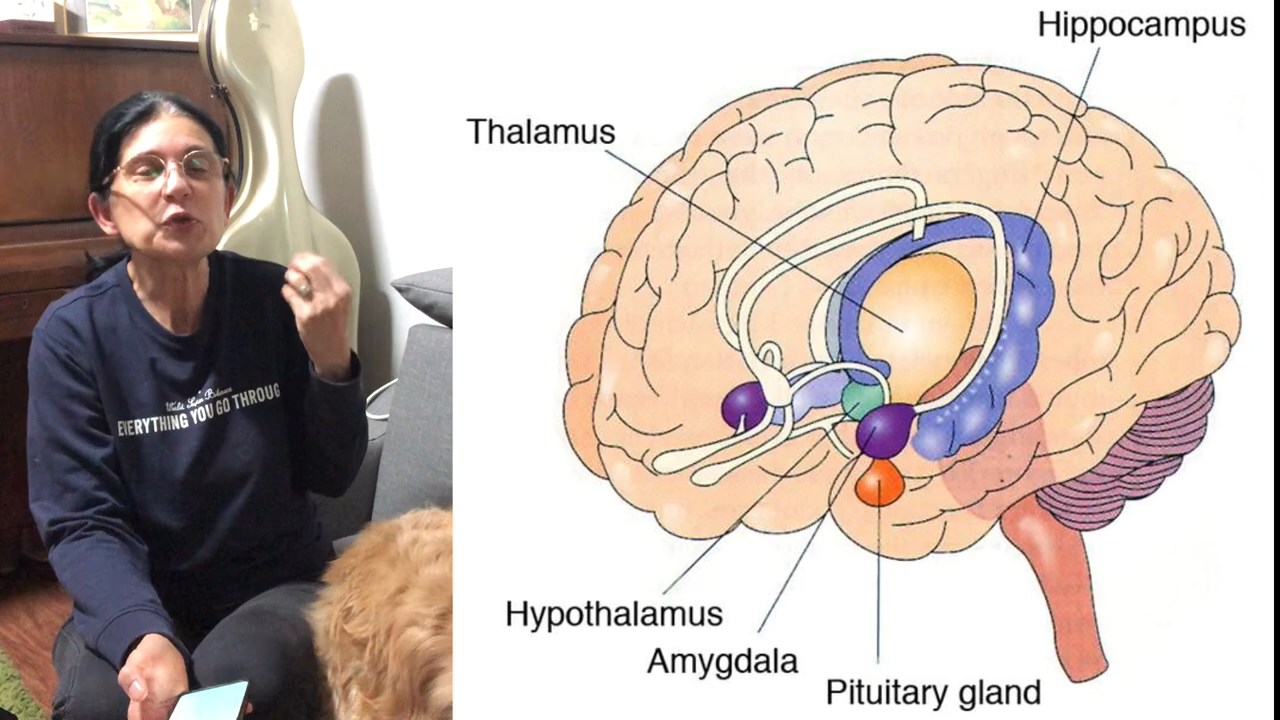 EVERYTHING YOU GO THROUG
Hippocampus
Thalamus
Hypothalamus
Amygdala
Pituitary gland